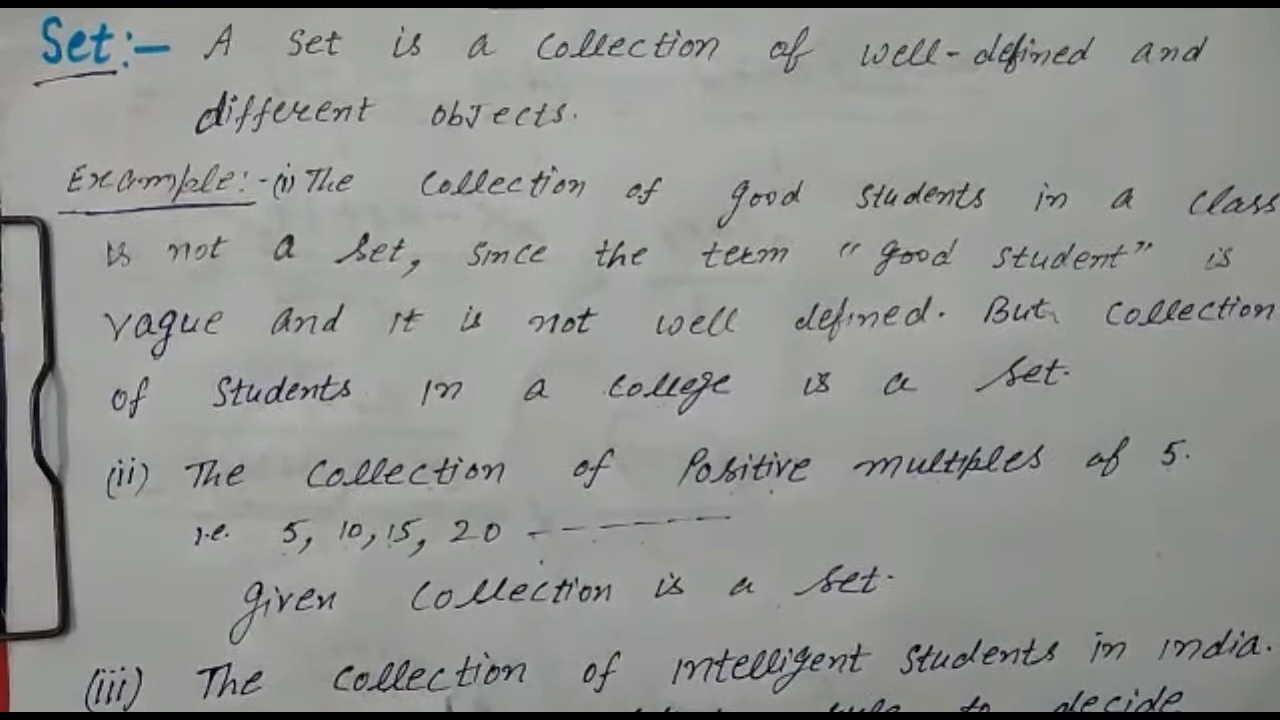 Set:- A set is a collection of well-defined and
different objects.
Example:-(i) The collection of good students in a class
is not a set, since the term "good student" is
vague and it is not well defined. But collection
of students in a college is a set.
(ii) The collection of Positive multiples of 5.
i.e. 5, 10, 15, 20 --------
given collection is a set.
(iii) The collection of intelligent students in india.
rule to decide